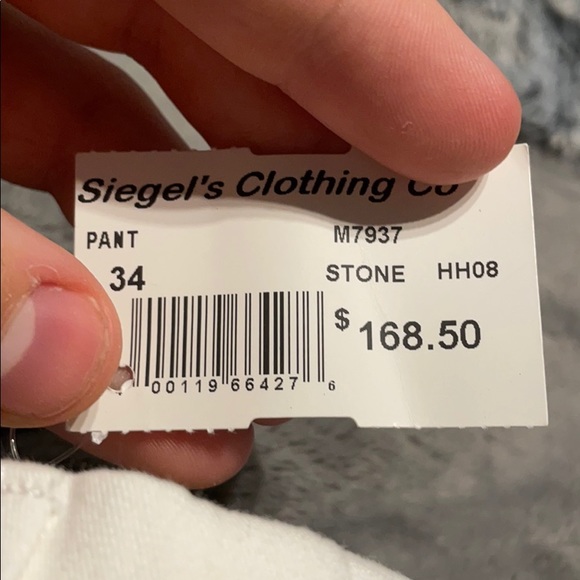 Siegel's Clothing Co
PANT M7937
34 STONE HH08
$ 168.50
00119 66427 6